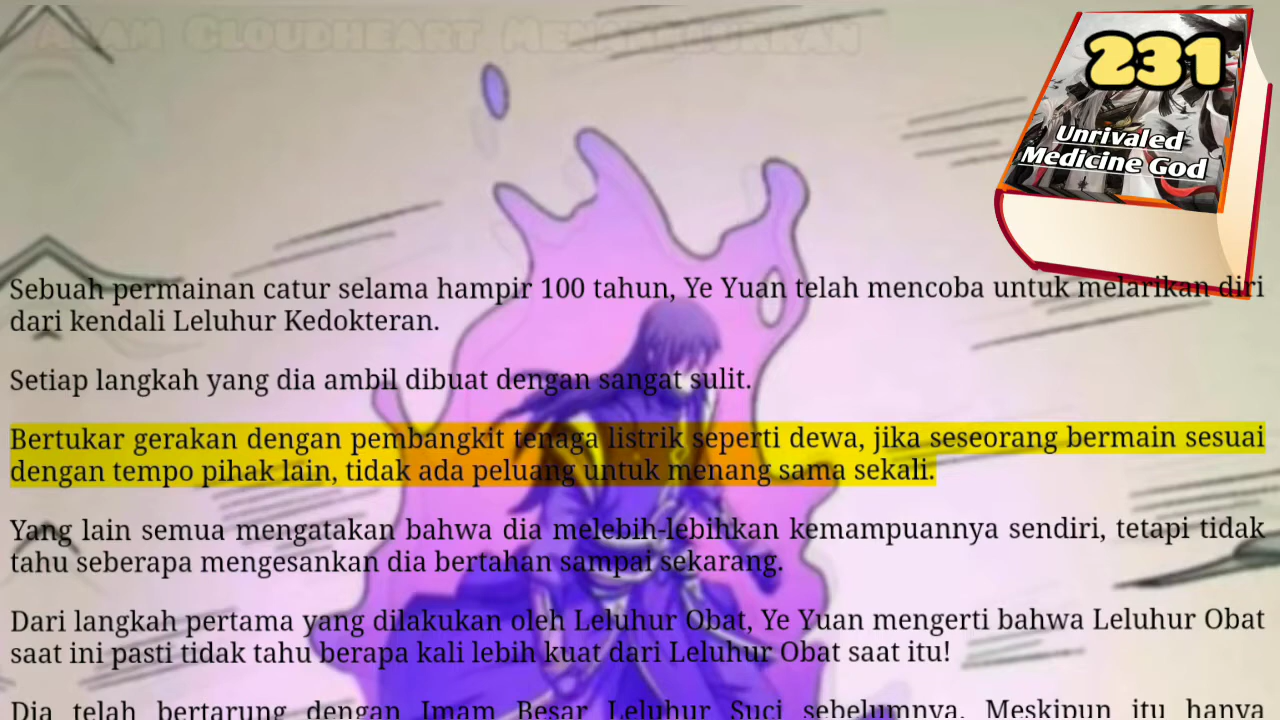 Alam Cloudheart Menakjubkan
231
Unrivaled
Medicine God
Sebuah permainan catur selama hampir 100 tahun, Ye Yuan telah mencoba untuk melarikan diri
dari kendali Leluhur Kedokteran.
Setiap langkah yang dia ambil dibuat dengan sangat sulit.
Bertukar gerakan dengan pembangkit tenaga listrik seperti dewa, jika seseorang bermain sesuai
dengan tempo pihak lain, tidak ada peluang untuk menang sama sekali.
Yang lain semua mengatakan bahwa dia melebih-lebihkan kemampuannya sendiri, tetapi tidak
tahu seberapa mengesankan dia bertahan sampai sekarang.
Dari langkah pertama yang dilakukan oleh Leluhur Obat, Ye Yuan mengerti bahwa Leluhur Obat
saat ini pasti tidak tahu berapa kali lebih kuat dari Leluhur Obat saat itu!
Dia telah bertarung dengan Imam Besar Leluhur Suci sebelumnya. Meskipun itu hanya